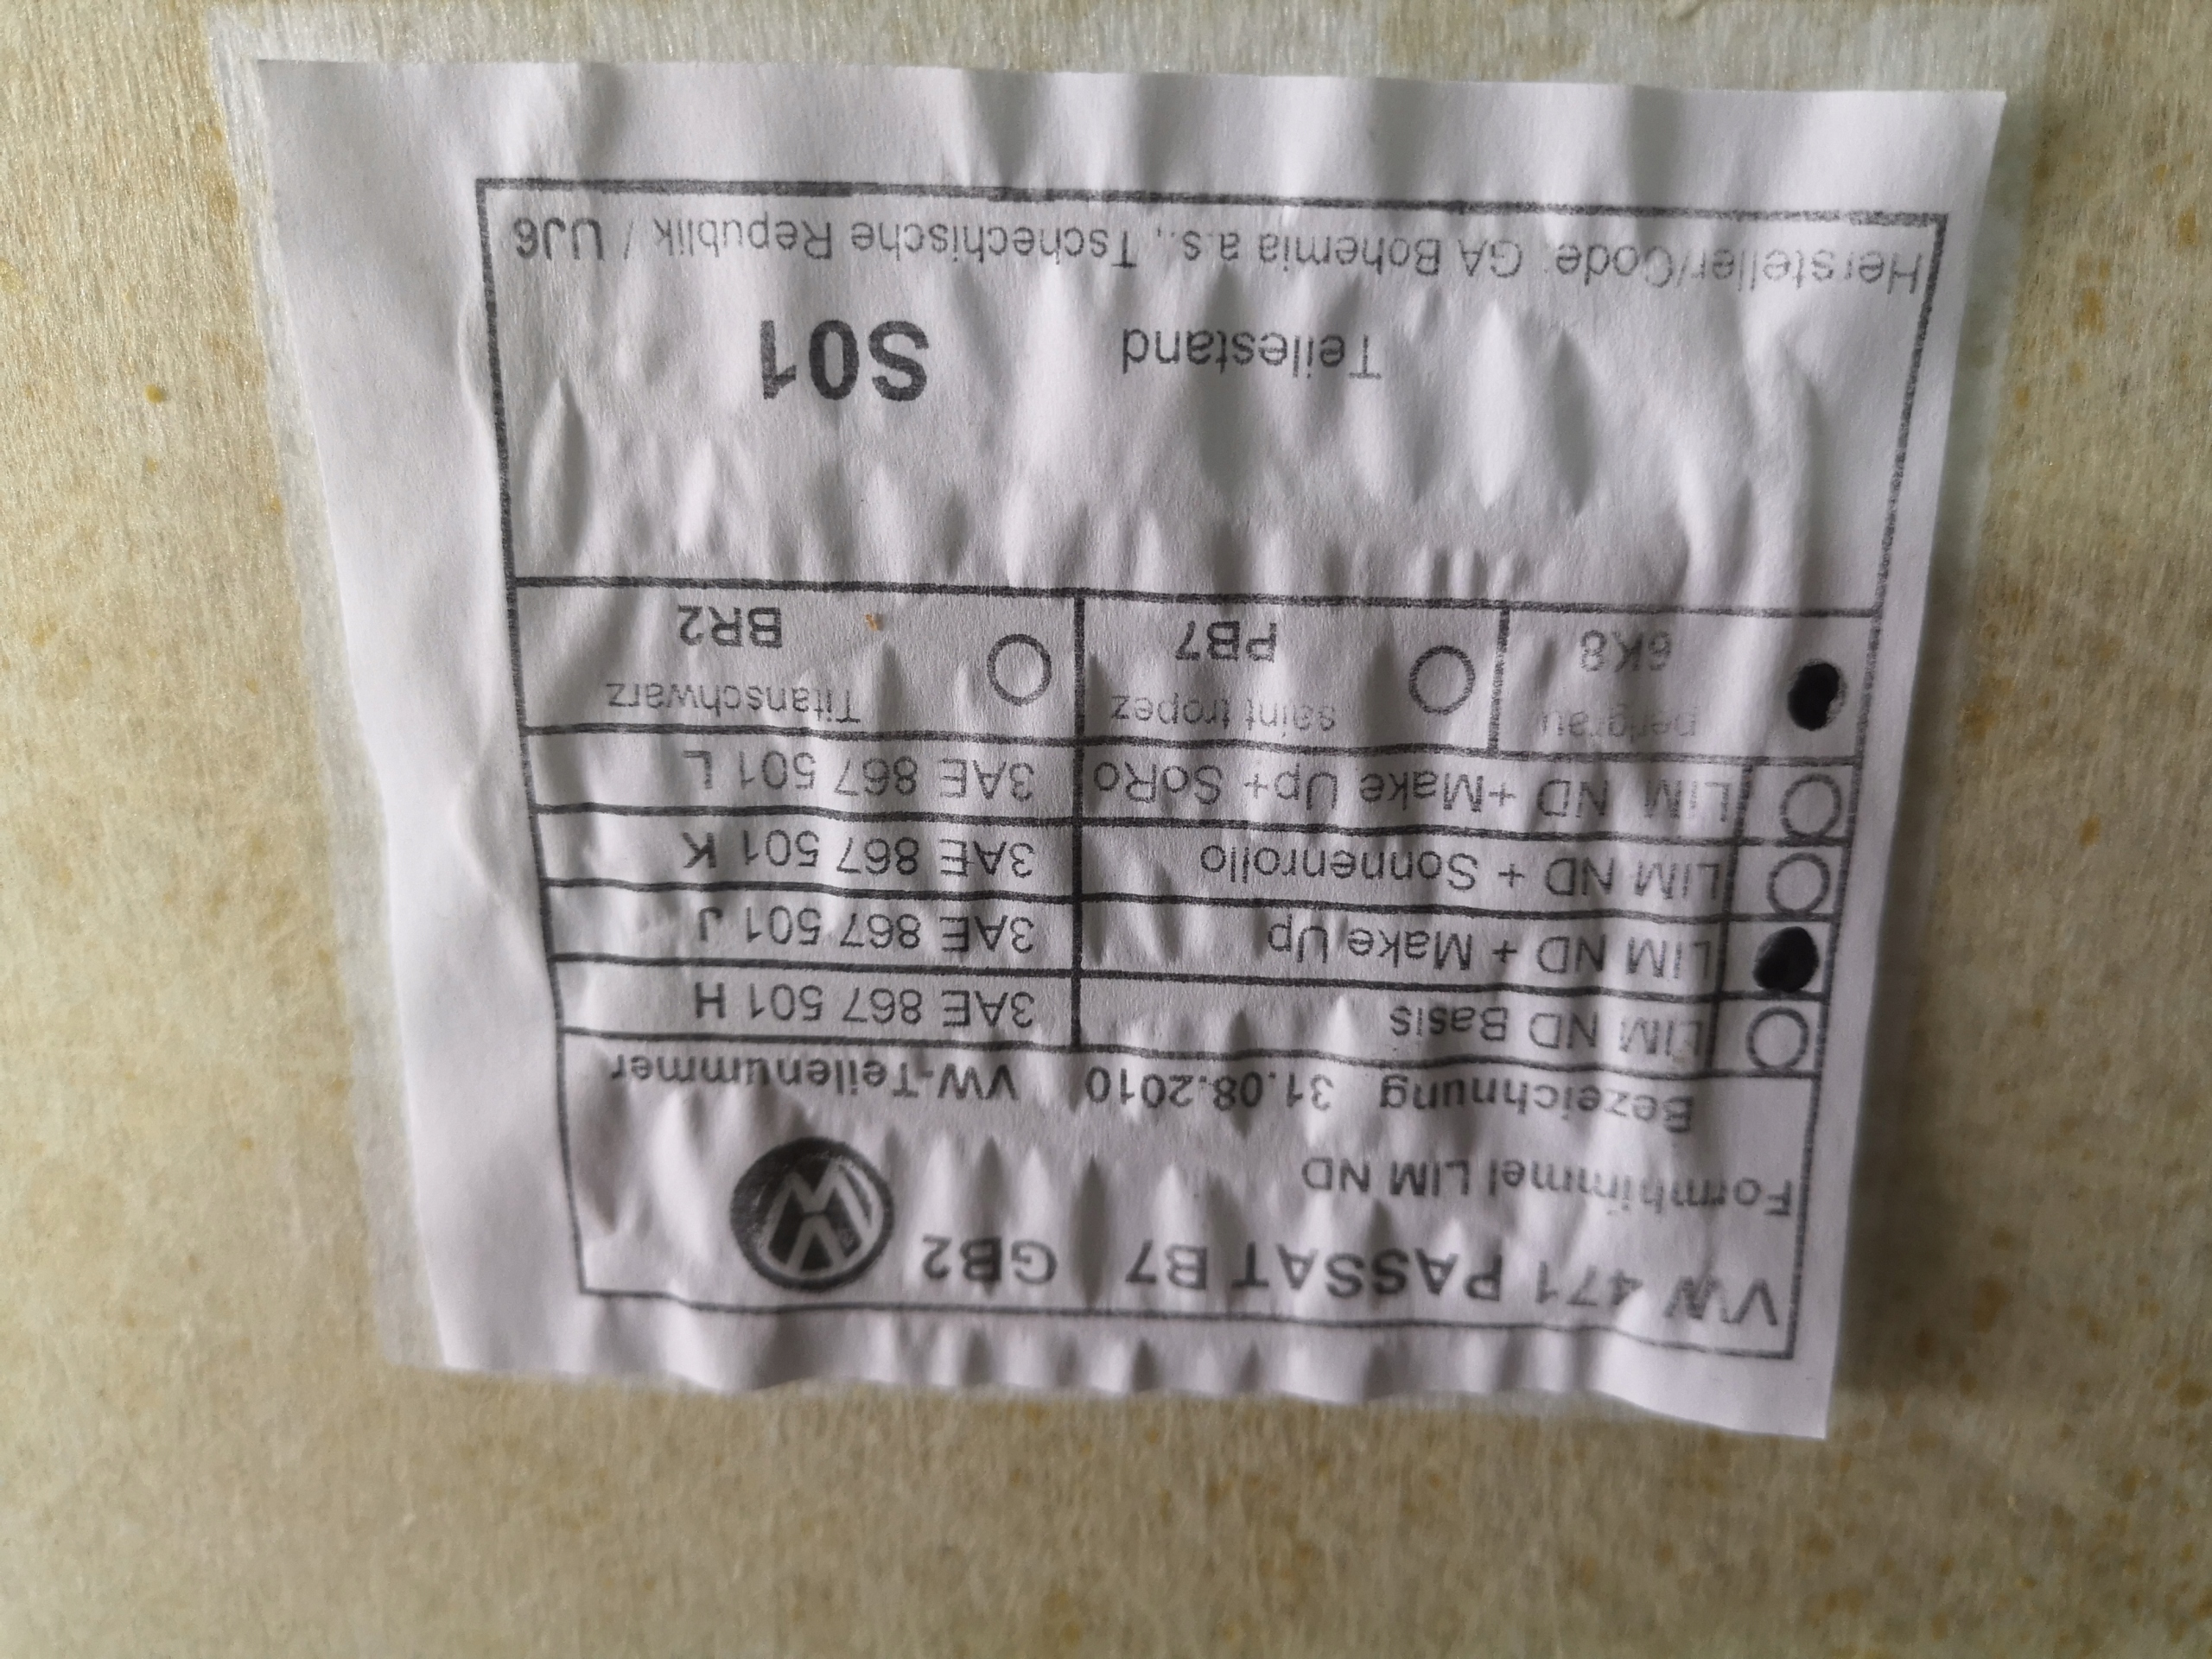 VW 471 PASSAT B7 GB2
Formhimmel LIM ND
Bezeichnung 31.08.2010 VW-Teilenummer
LIM ND Basis 3AE 867 501 H
LIM ND + Make Up 3AE 867 501 J
LIM ND + Sonnenrollo 3AE 867 501 K
LIM ND +Make Up+ SoRo 3AE 867 501 L
perlgrau saint tropez Titanschwarz
6K8 PB7 BR2
Teilestand S01
Hersteller/Code: GA Bohemia a.s., Tschechische Republik / UJ6